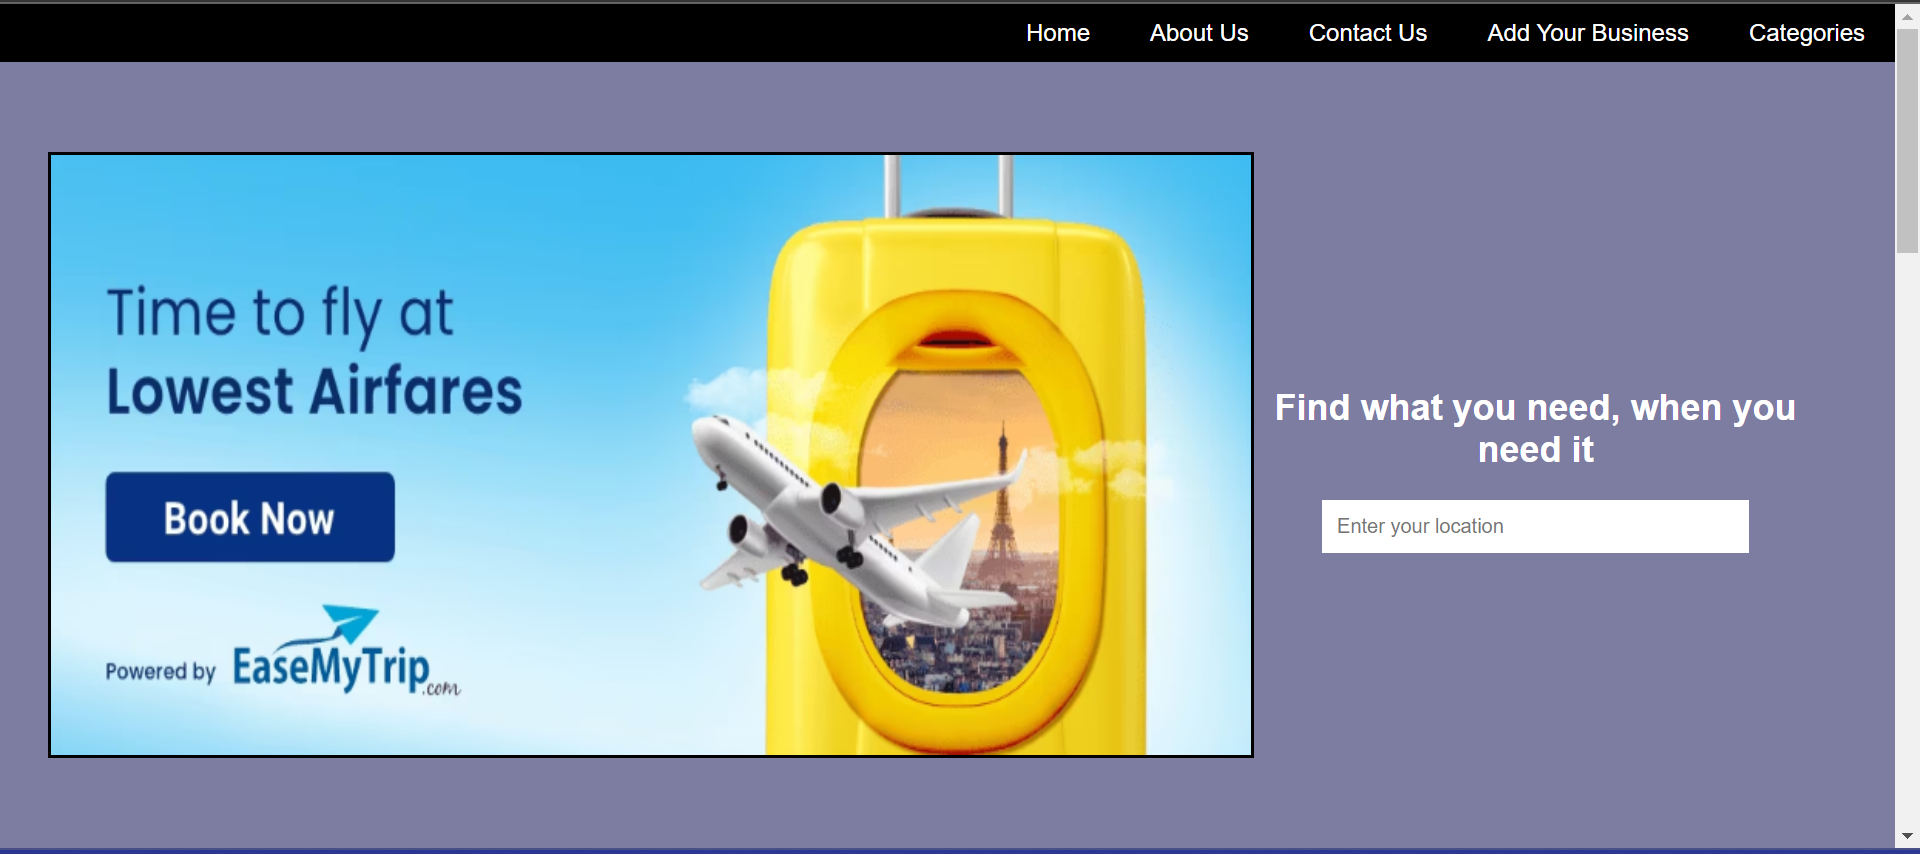 Home
About Us
Contact Us
Add Your Business
Categories
Time to fly at
Lowest Airfares
Book Now
Powered by EaseMyTrip.com
Find what you need, when you
need it
Enter your location